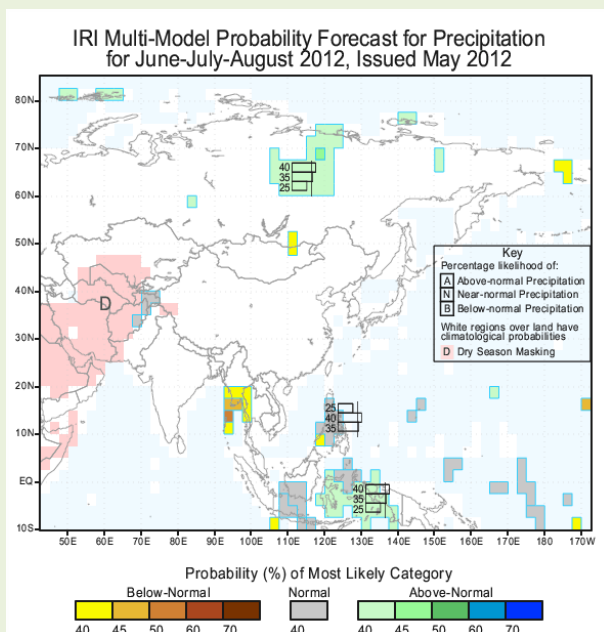 IRI Multi-Model Probability Forecast for Precipitation
for June-July-August 2012, Issued May 2012
80N
70N
60N
50N
40N
30N
20N
10N
EQ
10S
40
35
25
D
25
40
35
40
35
25
Key
Percentage likelihood of:
A Above-normal Precipitation
N Near-normal Precipitation
B Below-normal Precipitation
White regions over land have
climatological probabilities
D Dry Season Masking
50E 60E 70E 80E 90E 100E 110E 120E 130E 140E 150E 160E 170E 180 170W
Probability (%) of Most Likely Category
Below-Normal Normal Above-Normal
40 45 50 60 70 40 40 45 50 60 70